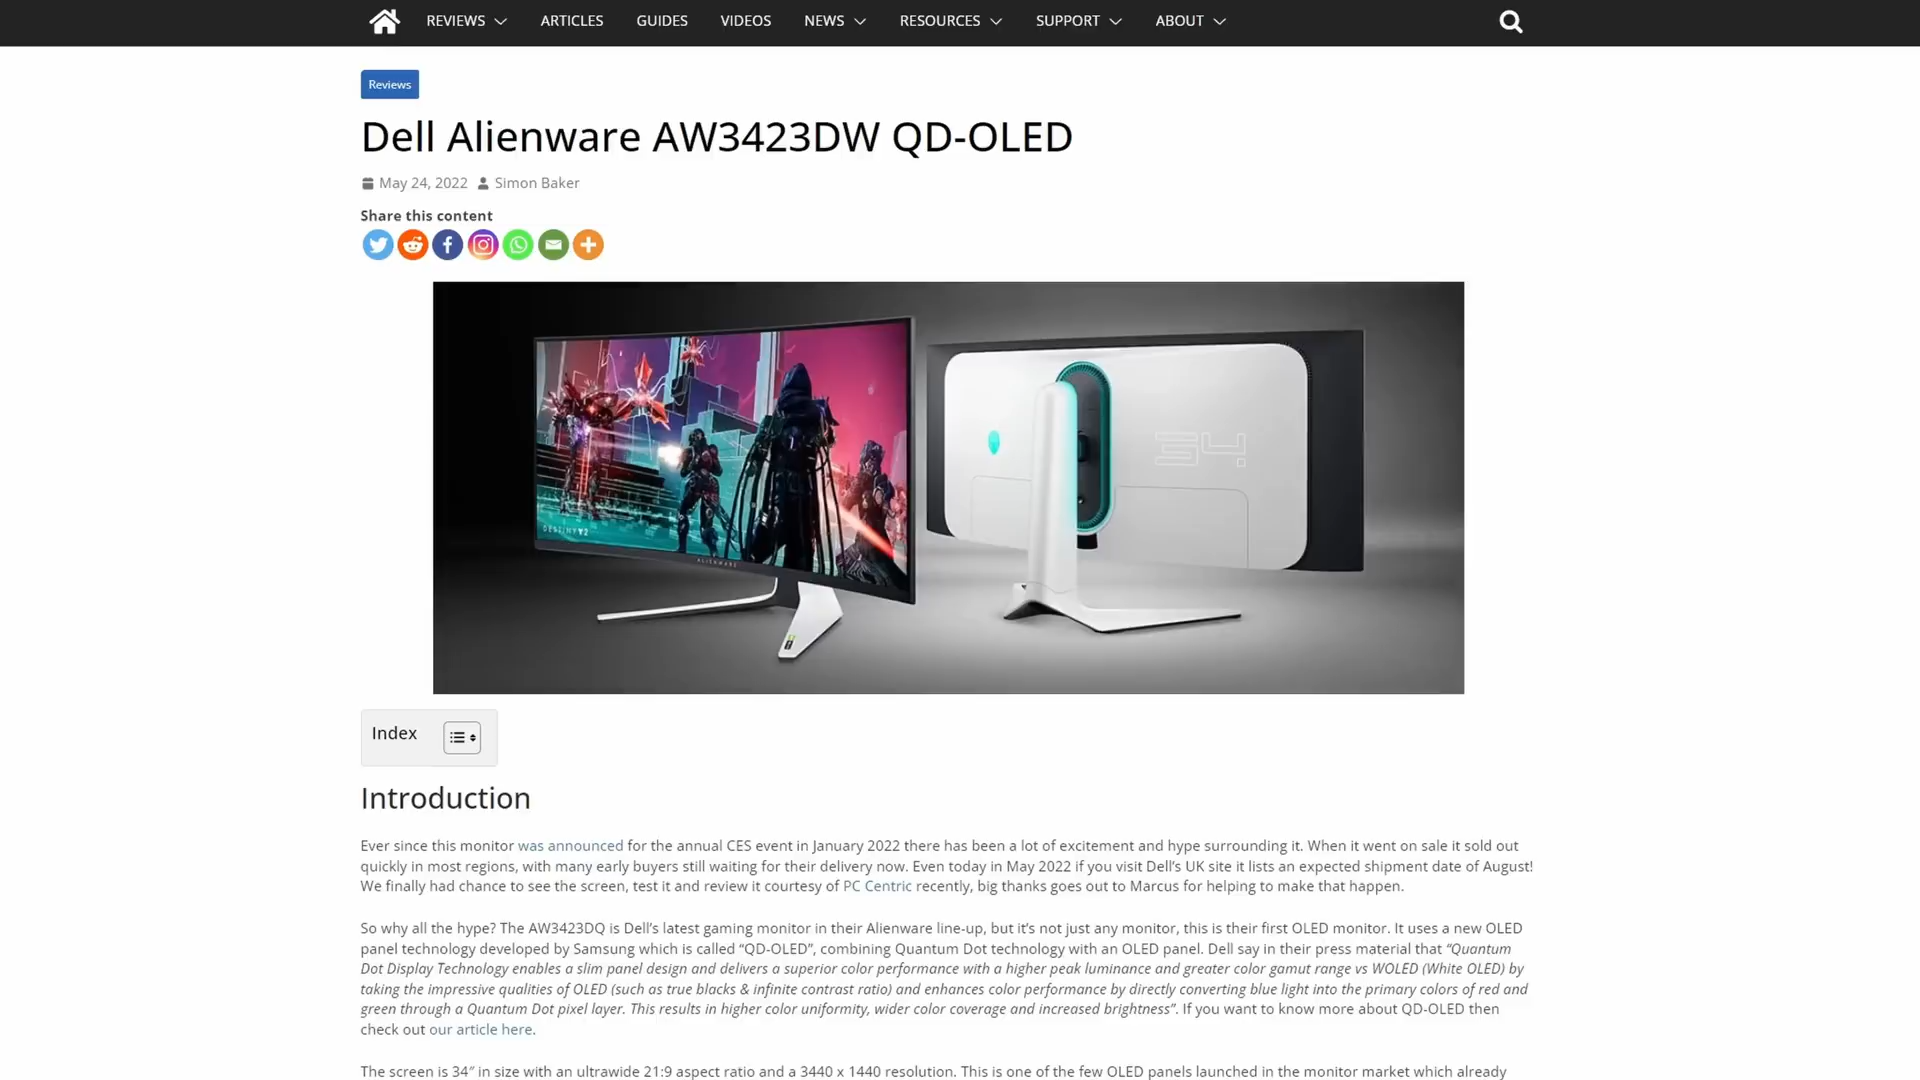 REVIEWS ARTICLES GUIDES VIDEOS NEWS RESOURCES SUPPORT ABOUT
Reviews
Dell Alienware AW3423DW QD-OLED
May 24, 2022 Simon Baker
Share this content
DESTINY 2
ALIENWARE
34
Index
Introduction
Ever since this monitor was announced for the annual CES event in January 2022 there has been a lot of excitement and hype surrounding it. When it went on sale it sold out
quickly in most regions, with many early buyers still waiting for their delivery now. Even today in May 2022 if you visit Dell’s UK site it lists an expected shipment date of August!
We finally had chance to see the screen, test it and review it courtesy of PC Centric recently, big thanks goes out to Marcus for helping to make that happen.
So why all the hype? The AW3423DQ is Dell’s latest gaming monitor in their Alienware line-up, but it’s not just any monitor, this is their first OLED monitor. It uses a new OLED
panel technology developed by Samsung which is called “QD-OLED”, combining Quantum Dot technology with an OLED panel. Dell say in their press material that “Quantum
Dot Display Technology enables a slim panel design and delivers a superior color performance with a higher peak luminance and greater color gamut range vs WOLED (White OLED) by
taking the impressive qualities of OLED (such as true blacks & infinite contrast ratio) and enhances color performance by directly converting blue light into the primary colors of red and
green through a Quantum Dot pixel layer. This results in higher color uniformity, wider color coverage and increased brightness”. If you want to know more about QD-OLED then
check out our article here.
The screen is 34″ in size with an ultrawide 21:9 aspect ratio and a 3440 x 1440 resolution. This is one of the few OLED panels launched in the monitor market which already